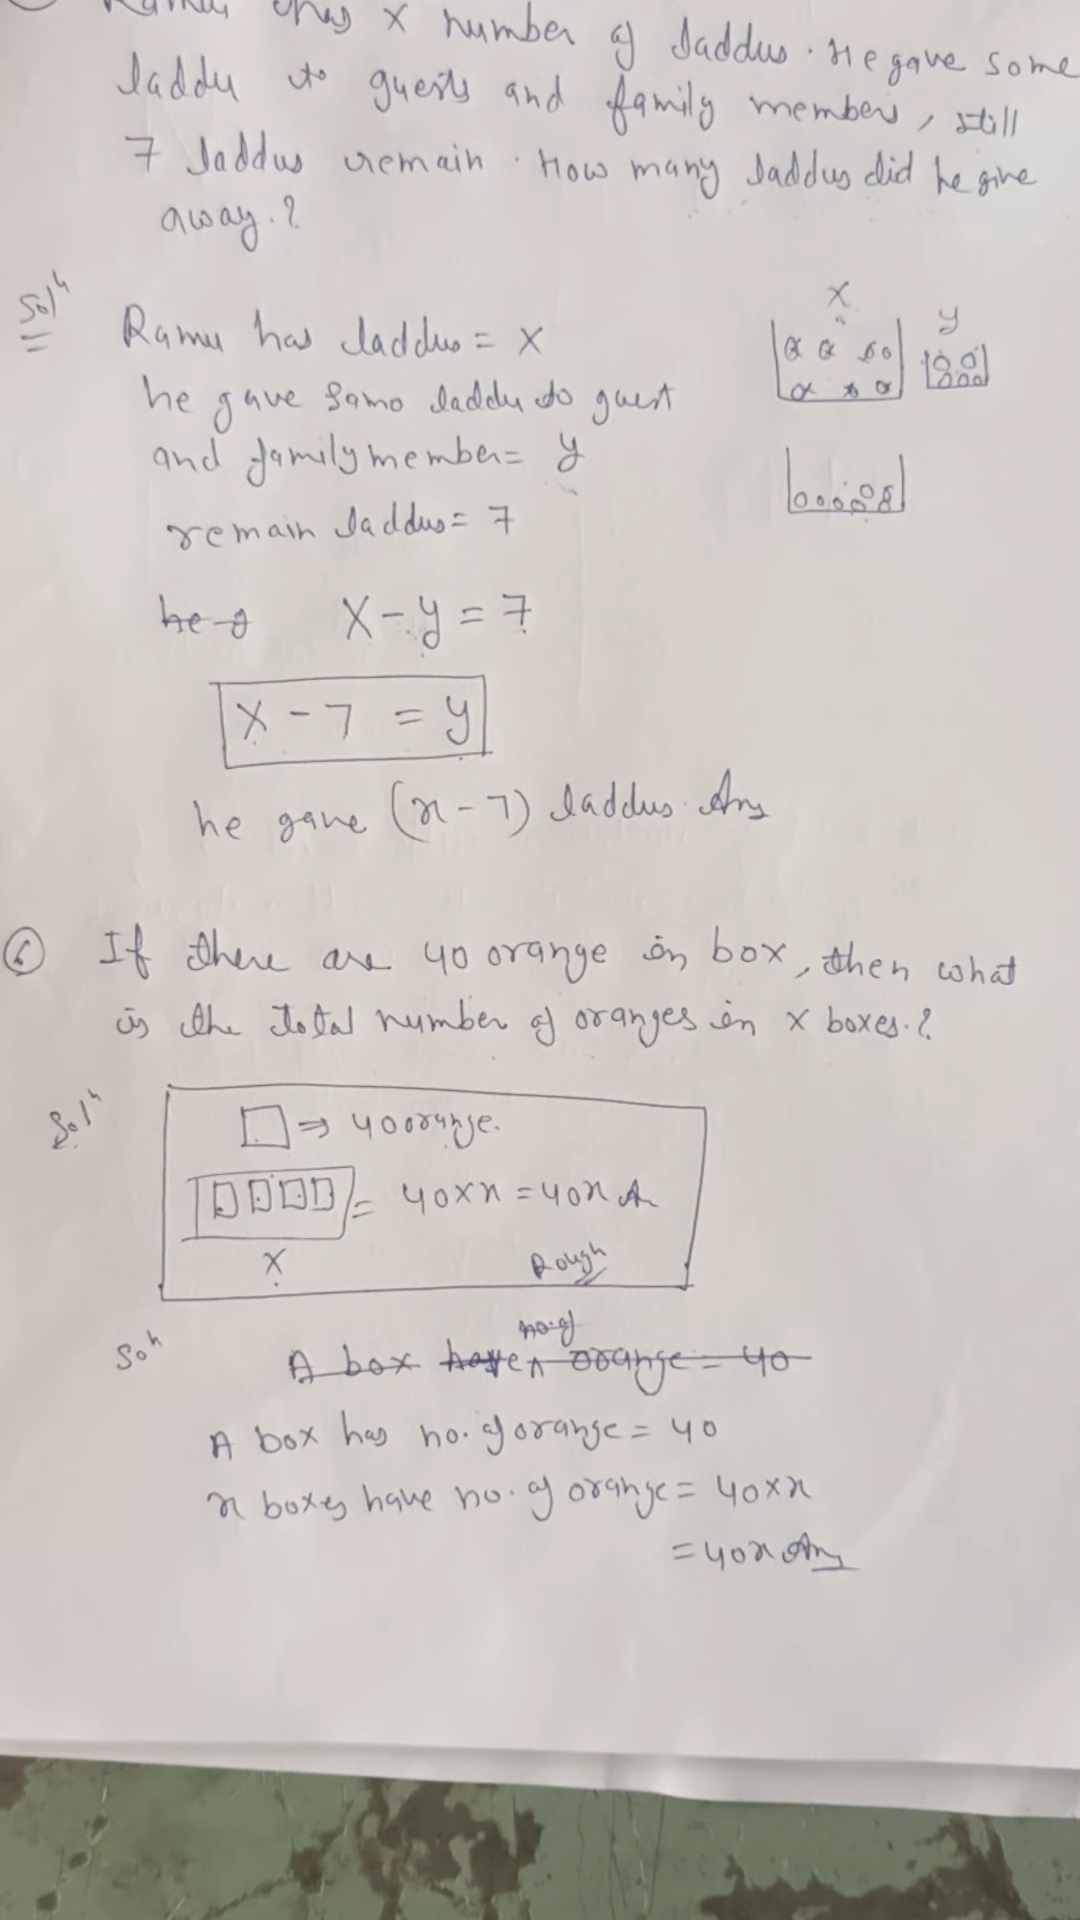 Ramu has x number of laddus. He gave some
laddu to guests and family members, still
7 laddus remain. How many laddus did he give
away.?
Solⁿ
Ramu has laddus = x
he gave some laddu to guest
and family member = y
remain laddus = 7
x
y
he g x - y = 7
x - 7 = y
he gave (x - 7) laddus. Ans
⑥ If there are 40 orange in box, then what
is the total number of oranges in x boxes.?
Solⁿ
□ ⇒ 40 orange.
= 40×x = 40x A
x
Rough
Soⁿ
no. of
A box have ^ orange = 40
A box has no. of orange = 40
x boxes have no. of orange = 40×x
= 40x Ans